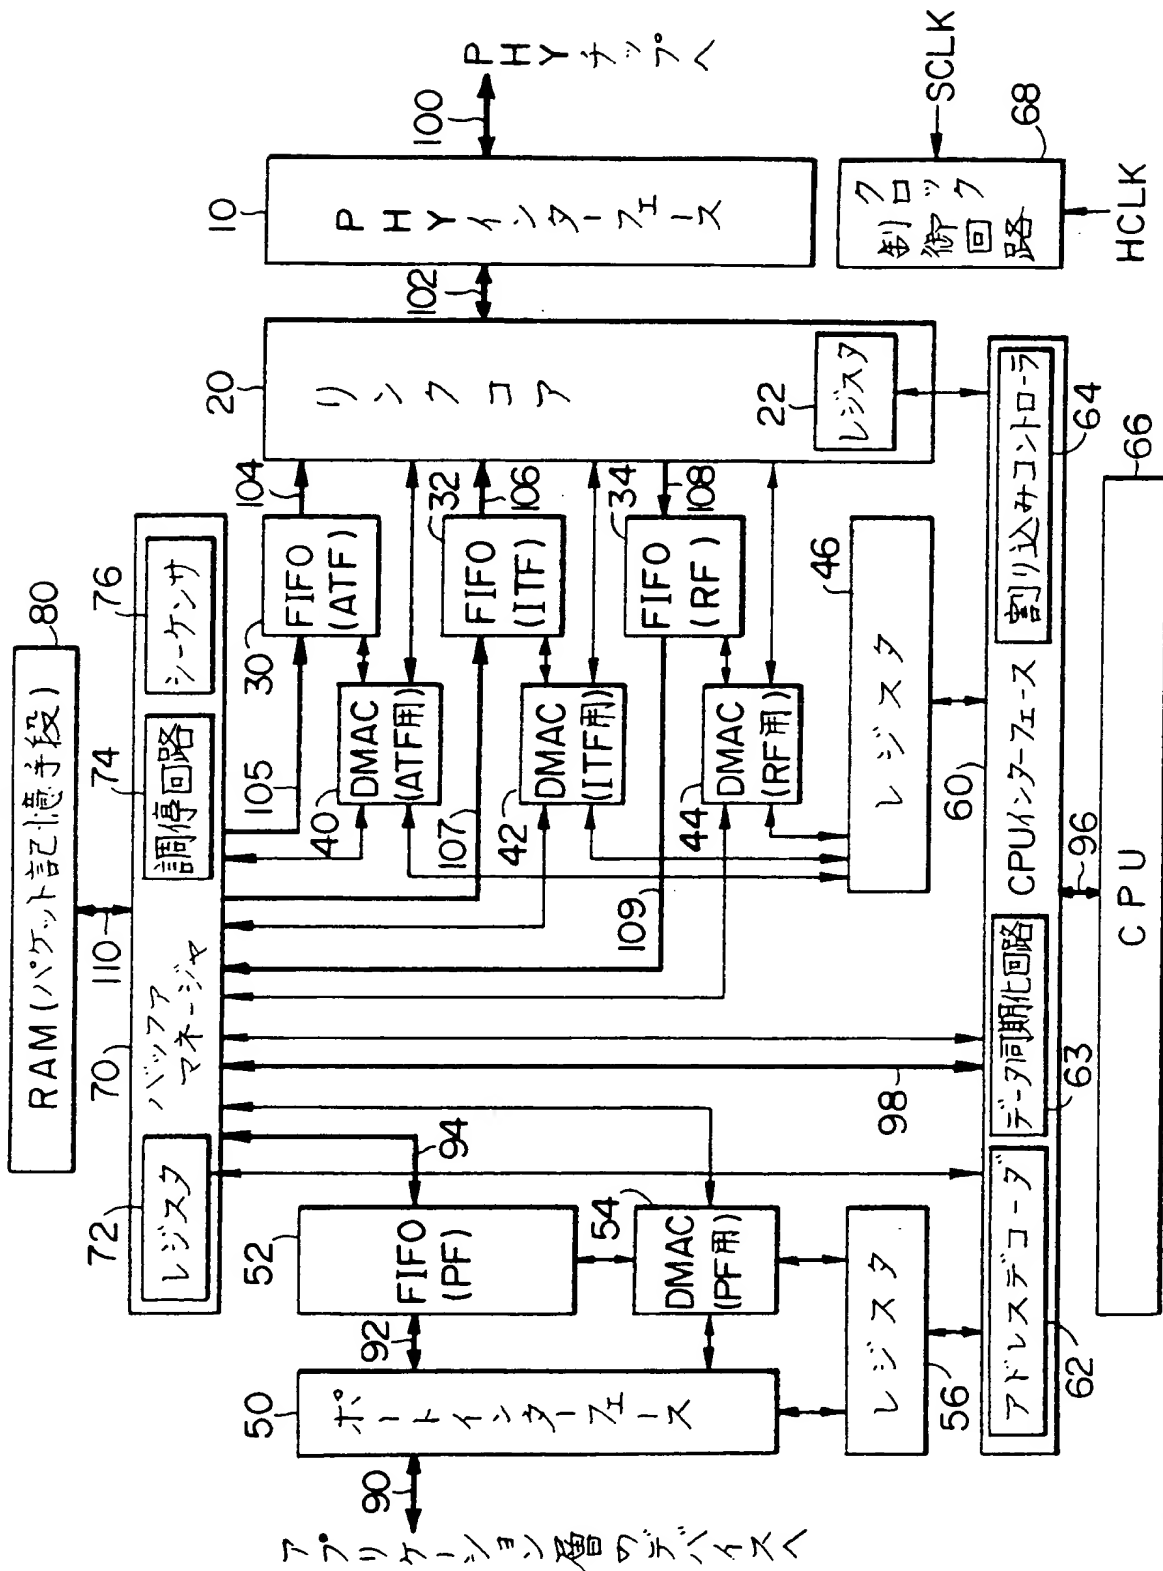 RAM(パケット記憶手段)
80
110
70
バッファ
マネージャ
72
レジスタ
74
調停回路
76
シーケンサ
アプリケーション層のデバイスへ
90
50
ポートインターフェース
92
52
FIFO
(PF)
94
54
DMAC
(PF用)
56
レジスタ
105
30
FIFO
(ATF)
104
40
DMAC
(ATF用)
107
32
FIFO
(ITF)
106
42
DMAC
(ITF用)
109
34
FIFO
(RF)
108
44
DMAC
(RF用)
46
レジスタ
20
リンクコア
22
レジスタ
102
10
PHYインターフェース
100
PHYチップへ
クロック
制御回路
68
SCLK
HCLK
98
60
CPUインターフェース
62
アドレスデコーダ
63
データ同期化回路
64
割り込みコントローラ
96
CPU
66